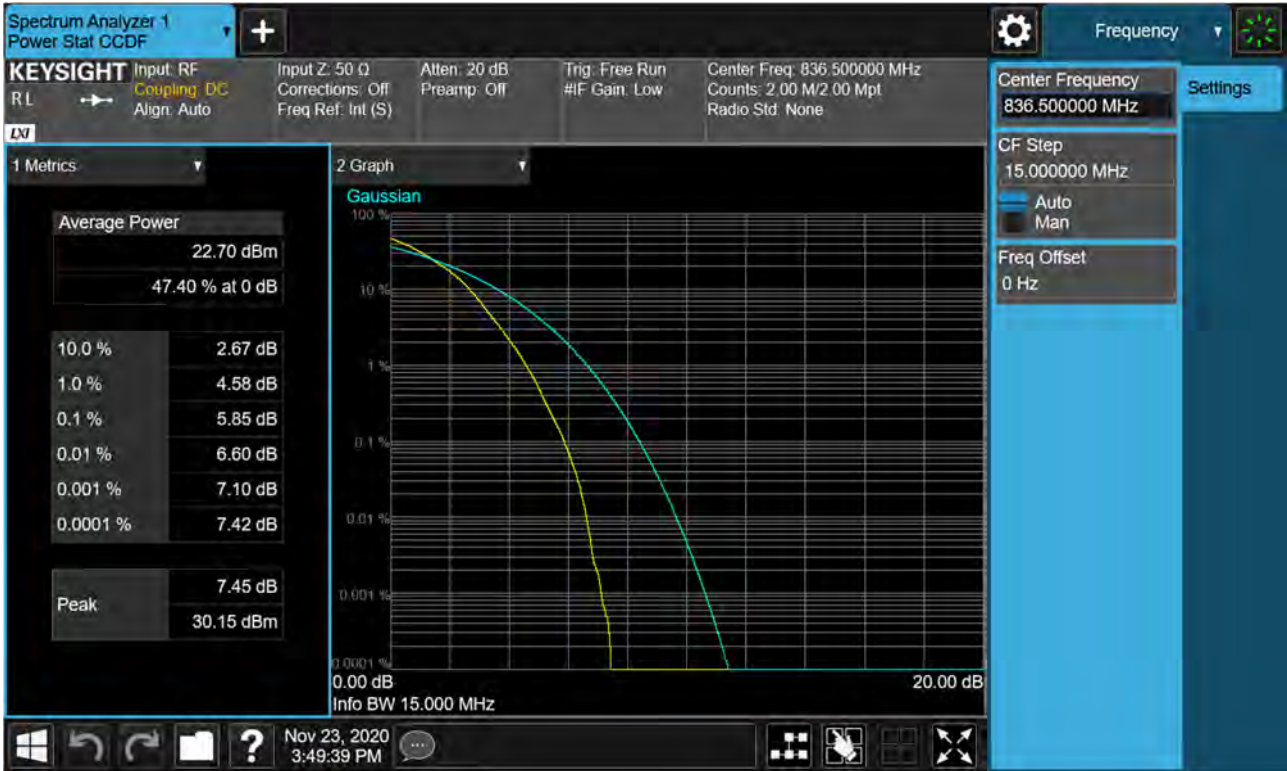 Spectrum Analyzer 1
Power Stat CCDF
Frequency
KEYSIGHT
RL
LXI
Input: RF
Coupling: DC
Align: Auto
Input Z: 50 Ω
Corrections: Off
Freq Ref: Int (S)
Atten: 20 dB
Preamp: Off
Trig: Free Run
#IF Gain: Low
Center Freq: 836.500000 MHz
Counts: 2.00 M/2.00 Mpt
Radio Std: None
Center Frequency
836.500000 MHz
Settings
CF Step
15.000000 MHz
Auto
Man
Freq Offset
0 Hz
1 Metrics
Average Power
22.70 dBm
47.40 % at 0 dB
10.0 % 2.67 dB
1.0 % 4.58 dB
0.1 % 5.85 dB
0.01 % 6.60 dB
0.001 % 7.10 dB
0.0001 % 7.42 dB
Peak
7.45 dB
30.15 dBm
2 Graph
Gaussian
100 %
10 %
1 %
0.1 %
0.01 %
0.001 %
0.0001 %
0.00 dB 20.00 dB
Info BW 15.000 MHz
?
Nov 23, 2020
3:49:39 PM